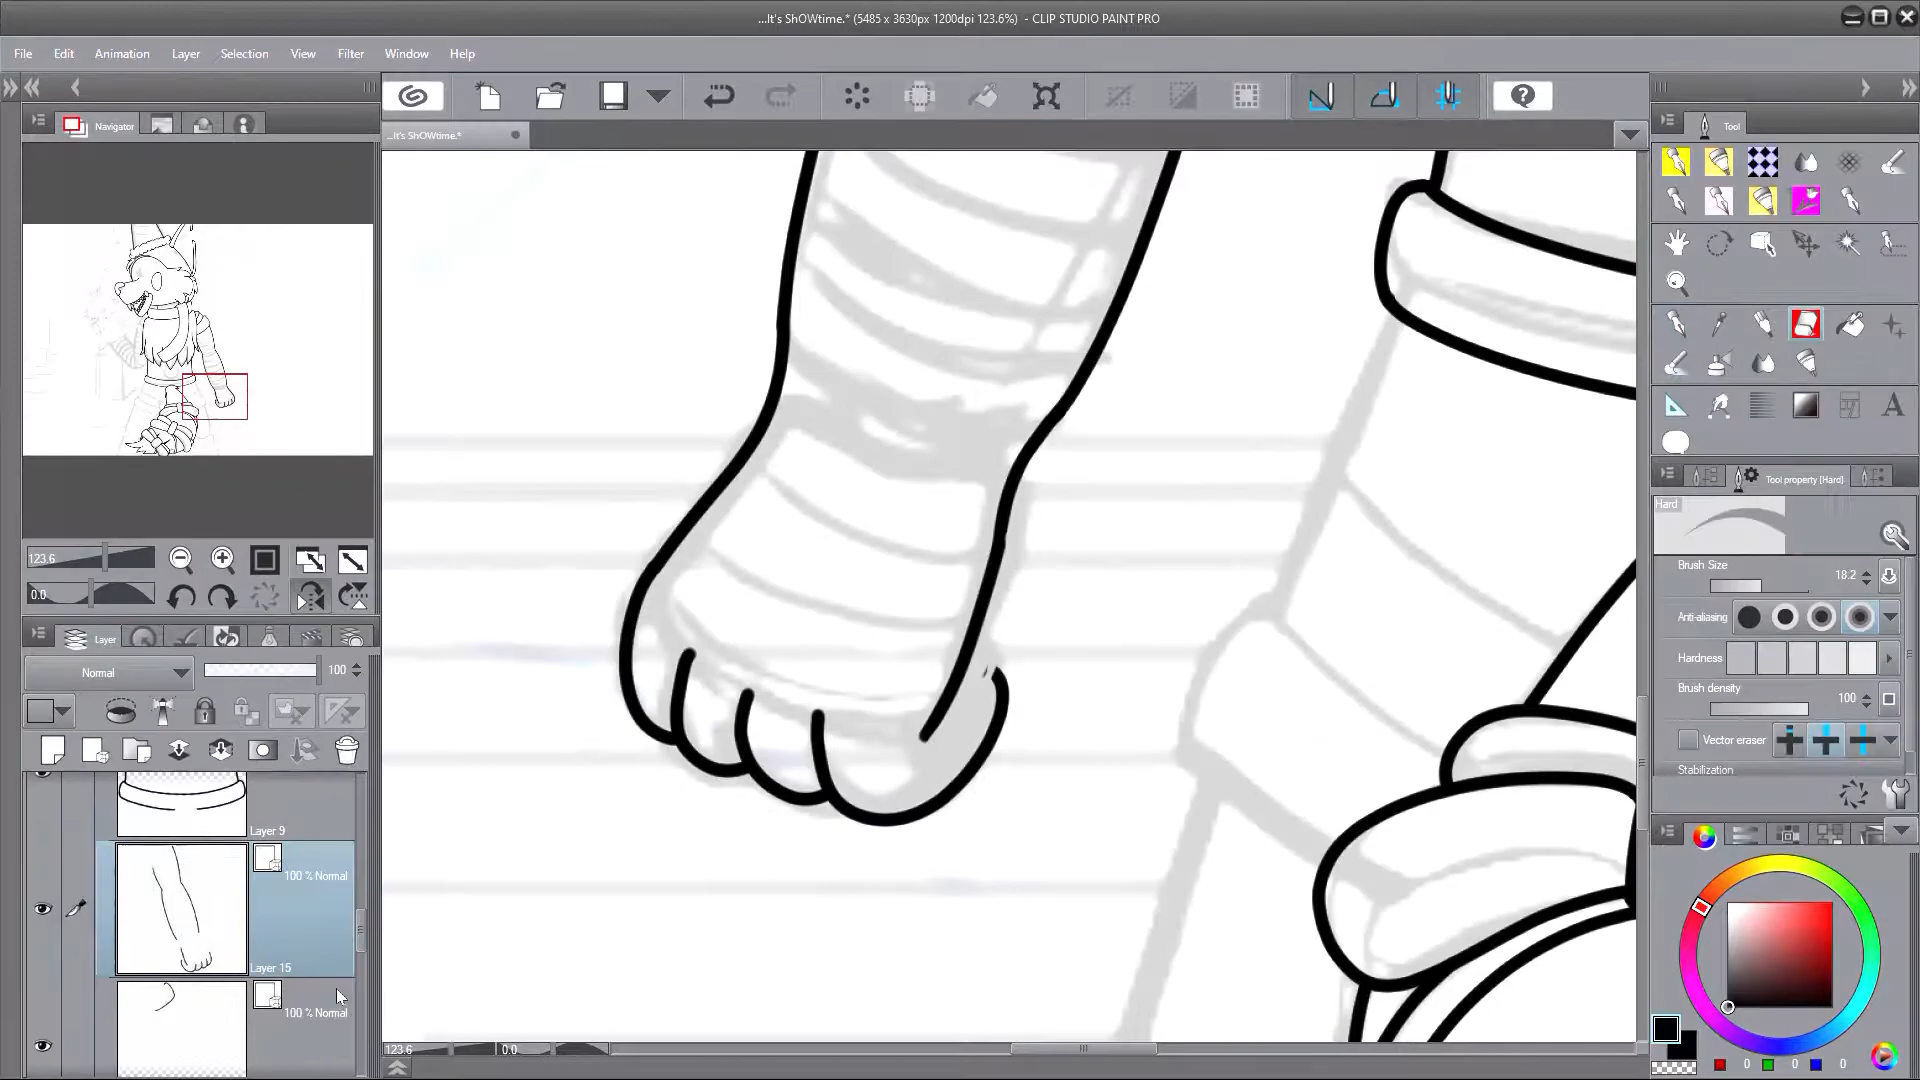 ...It's ShOWtime.* (5485 x 3630px 1200dpi 123.6%) - CLIP STUDIO PAINT PRO
File Edit Animation Layer Selection View Filter Window Help
Navigator
...It's ShOWtime.*
Tool
123.6
0.0
Layer
Normal
100
Layer 9
100 % Normal
Layer 15
100 % Normal
123.6
0.0
Tool property [Hard]
Hard
Brush Size
18.2
Anti-aliasing
Hardness
Brush density
100
Vector eraser
Stabilization
0 0 0